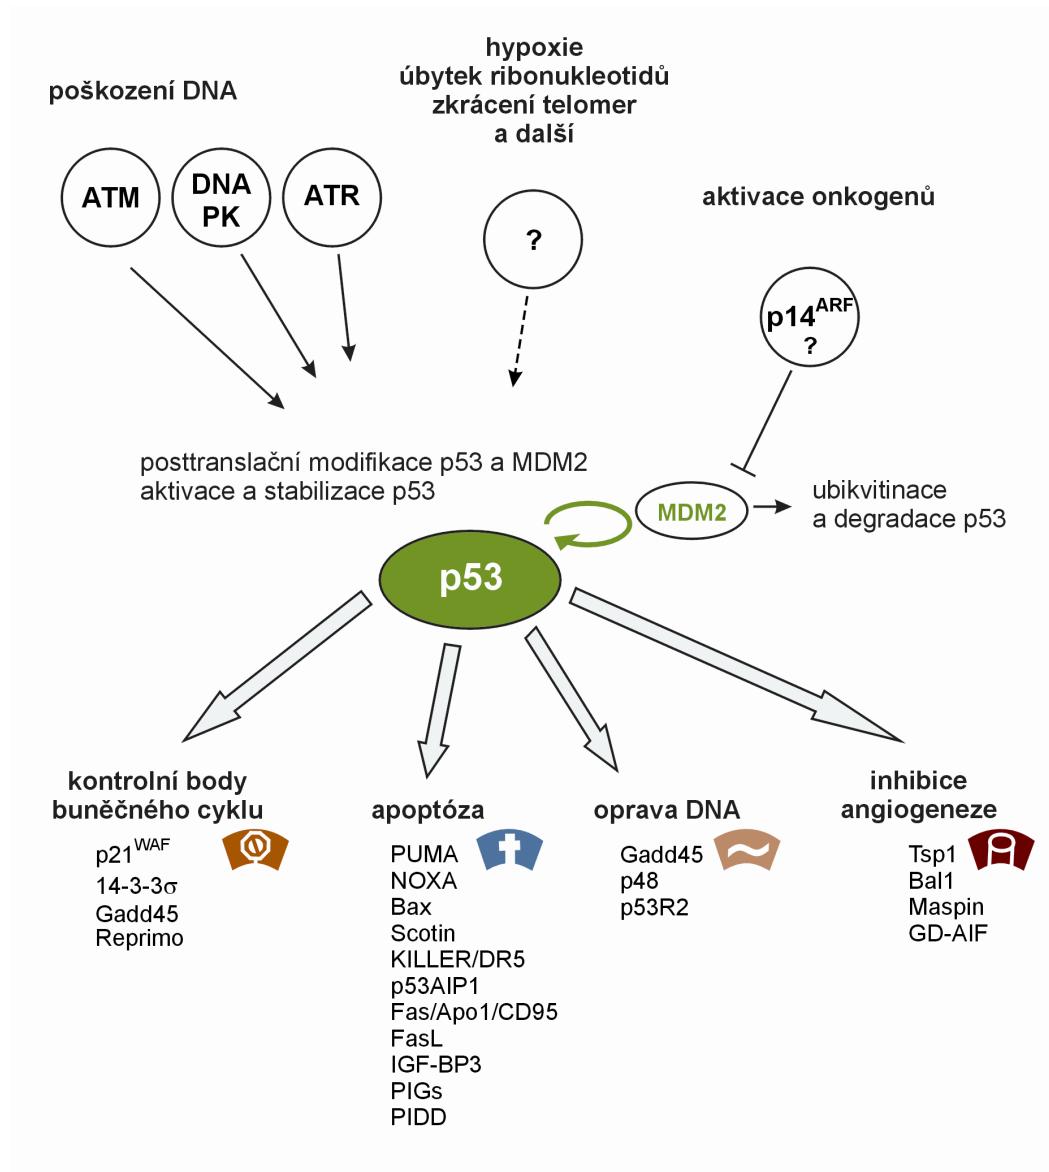 poškození DNA
hypoxie
úbytek ribonukleotidů
zkrácení telomer
a další
aktivace onkogenů
ATM
DNA
PK
ATR
?
p14ARF
?
posttranslační modifikace p53 a MDM2
aktivace a stabilizace p53
MDM2
ubikvitinace
a degradace p53
p53
kontrolní body
buněčného cyklu
p21WAF
14-3-3σ
Gadd45
Reprimo
apoptóza
PUMA
NOXA
Bax
Scotin
KILLER/DR5
p53AIP1
Fas/Apo1/CD95
FasL
IGF-BP3
PIGs
PIDD
oprava DNA
Gadd45
p48
p53R2
inhibice
angiogeneze
Tsp1
Bal1
Maspin
GD-AIF